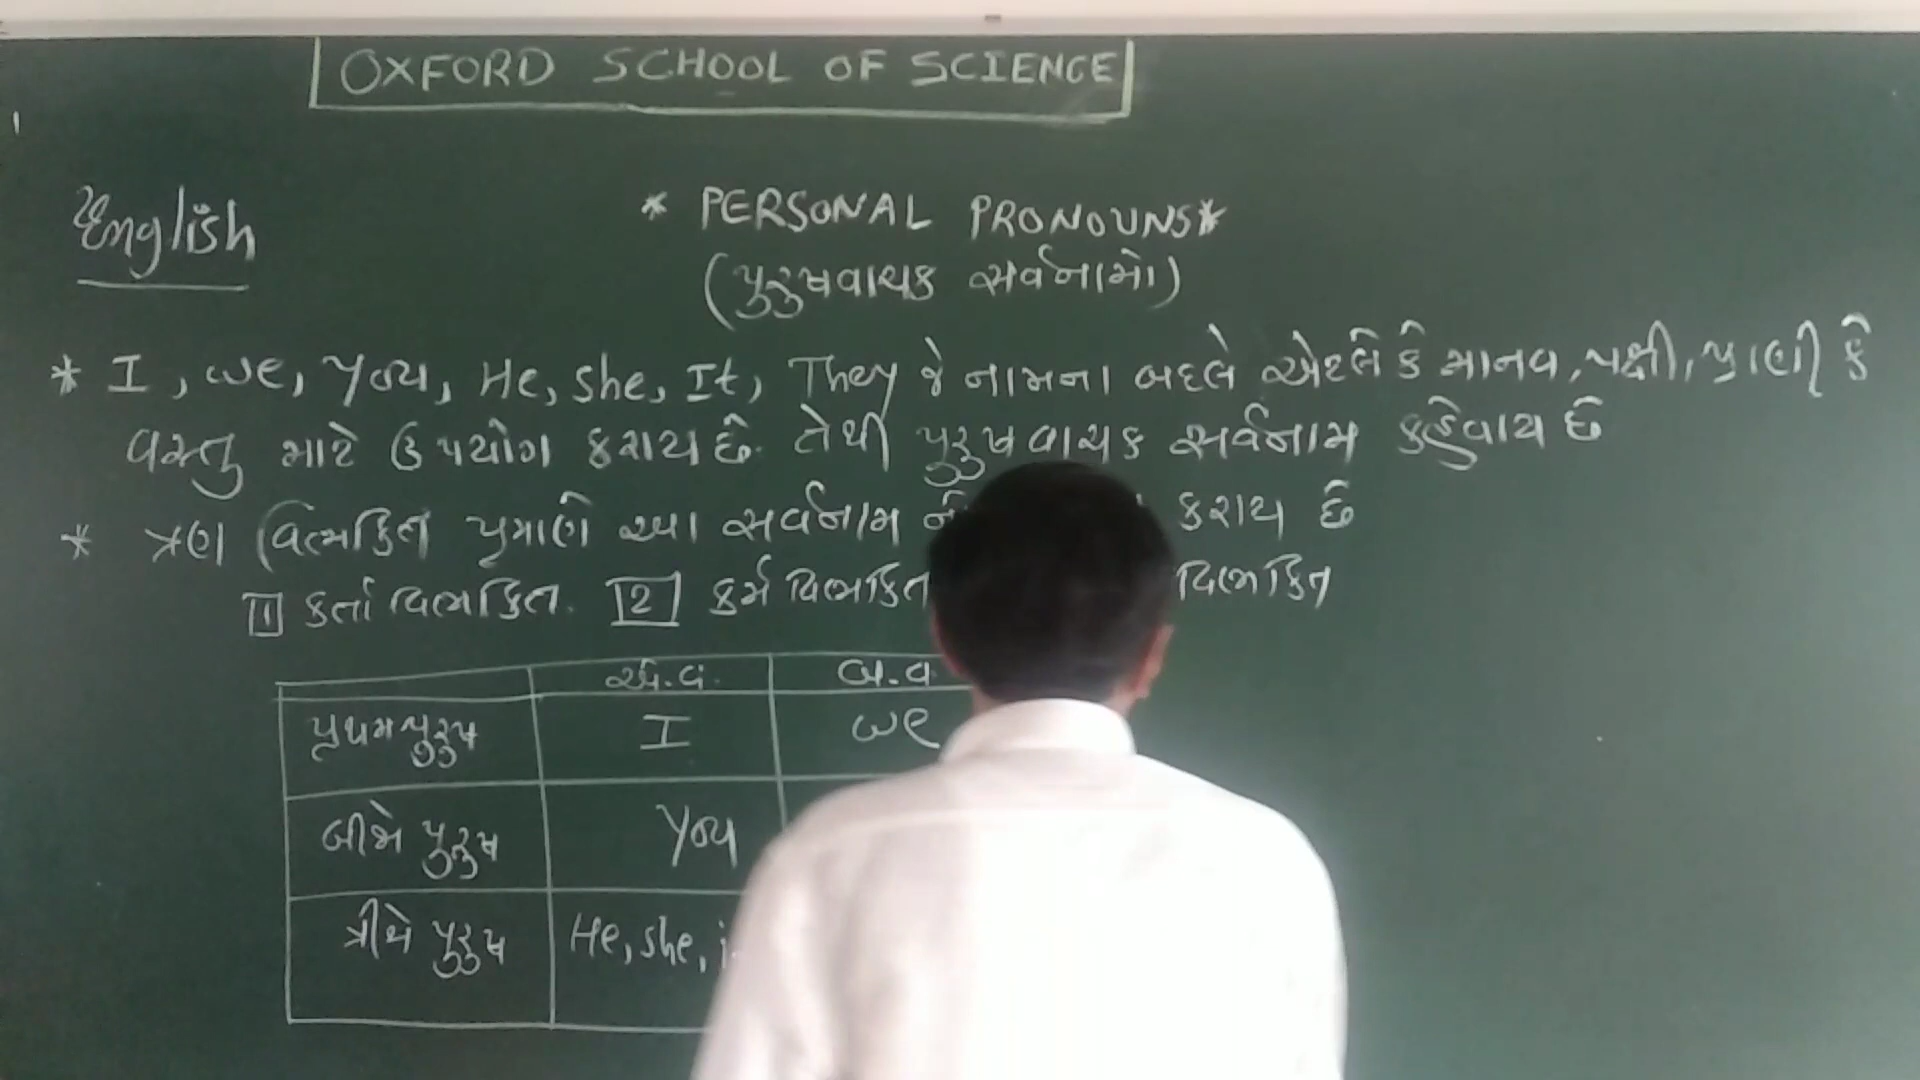 OXFORD SCHOOL OF SCIENCE
English
* PERSONAL PRONOUNS *
(પુરુષવાચક સર્વનામો)
* I, we, You, He, she, It, They જે નામના બદલે એટલે કે માનવ, પક્ષી, પ્રાણી કે
વસ્તુ માટે ઉપયોગ કરાય છે. તેથી પુરુષવાચક સર્વનામ કહેવાય છે
* ત્રણ વિભક્તિ પ્રમાણે આ સર્વનામ કરાય છે
1 કર્તા વિભક્તિ. 2 કર્મ વિભક્તિ વિભક્તિ
એ.વ. બ.વ.
પ્રથમ પુરુષ I we
બીજો પુરુષ You
ત્રીજો પુરુષ He, she,